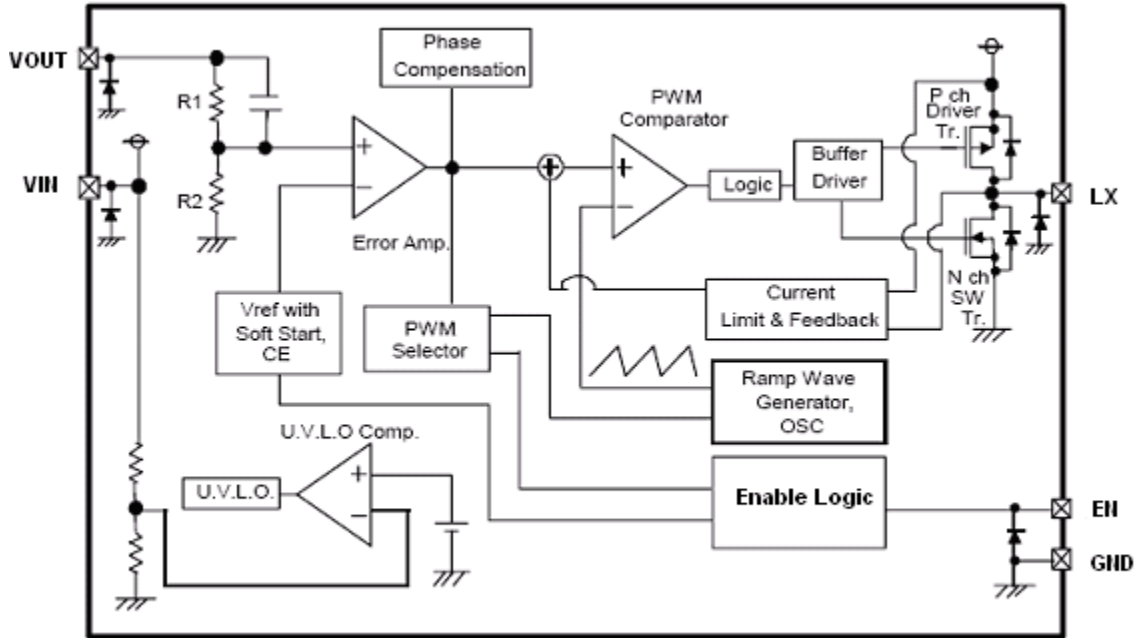 VOUT
VIN
R1
R2
Phase
Compensation
+
−
Error Amp.
+
PWM
Comparator
+
−
Logic
Buffer
Driver
P ch
Driver
Tr.
LX
N ch
SW
Tr.
Vref with
Soft Start,
CE
PWM
Selector
Current
Limit & Feedback
Ramp Wave
Generator,
OSC
U.V.L.O Comp.
U.V.L.O.
+
−
Enable Logic
EN
GND